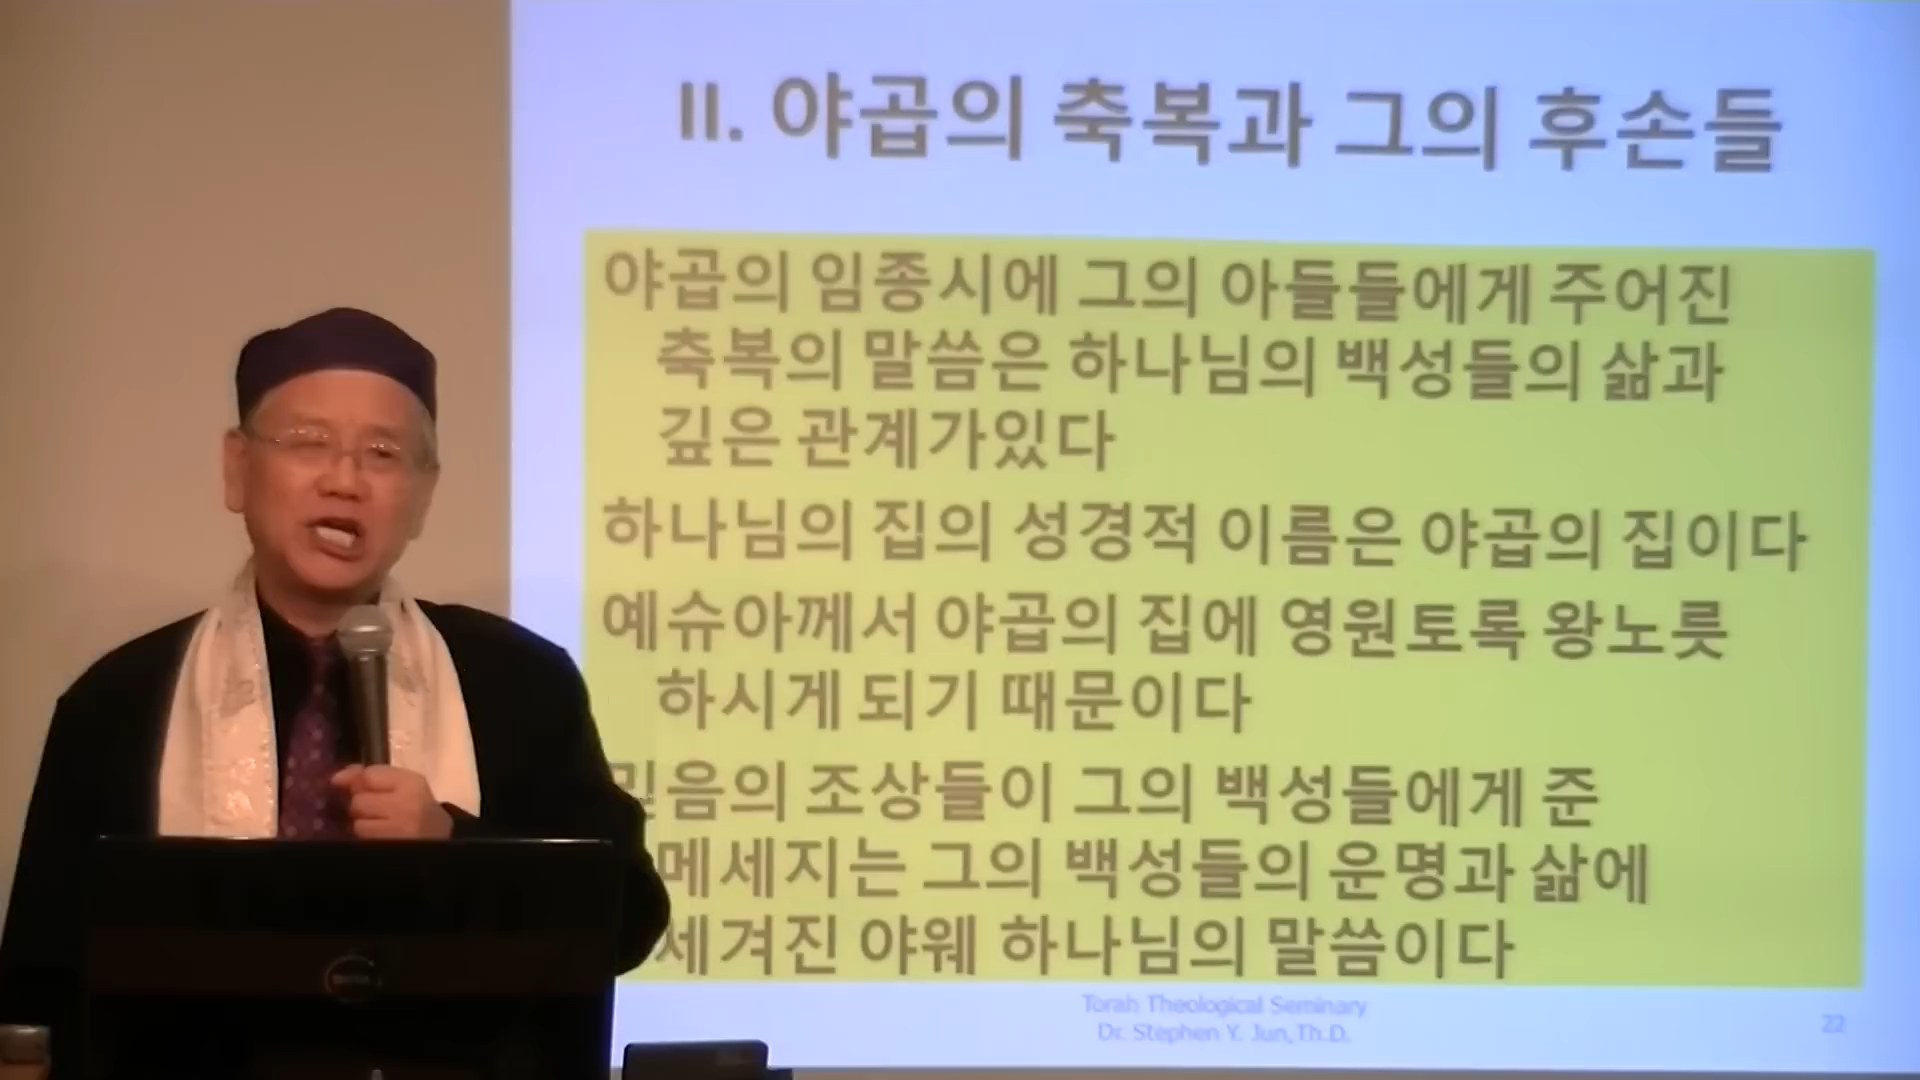 II. 야곱의 축복과 그의 후손들
야곱의 임종시에 그의 아들들에게 주어진
축복의 말씀은 하나님의 백성들의 삶과
깊은 관계가있다
하나님의 집의 성경적 이름은 야곱의 집이다
예슈아께서 야곱의 집에 영원토록 왕노릇
하시게 되기 때문이다
믿음의 조상들이 그의 백성들에게 준
메세지는 그의 백성들의 운명과 삶에
세겨진 야웨 하나님의 말씀이다
Torah Theological Seminary
Dr. Stephen Y. Jun,Th.D.
22